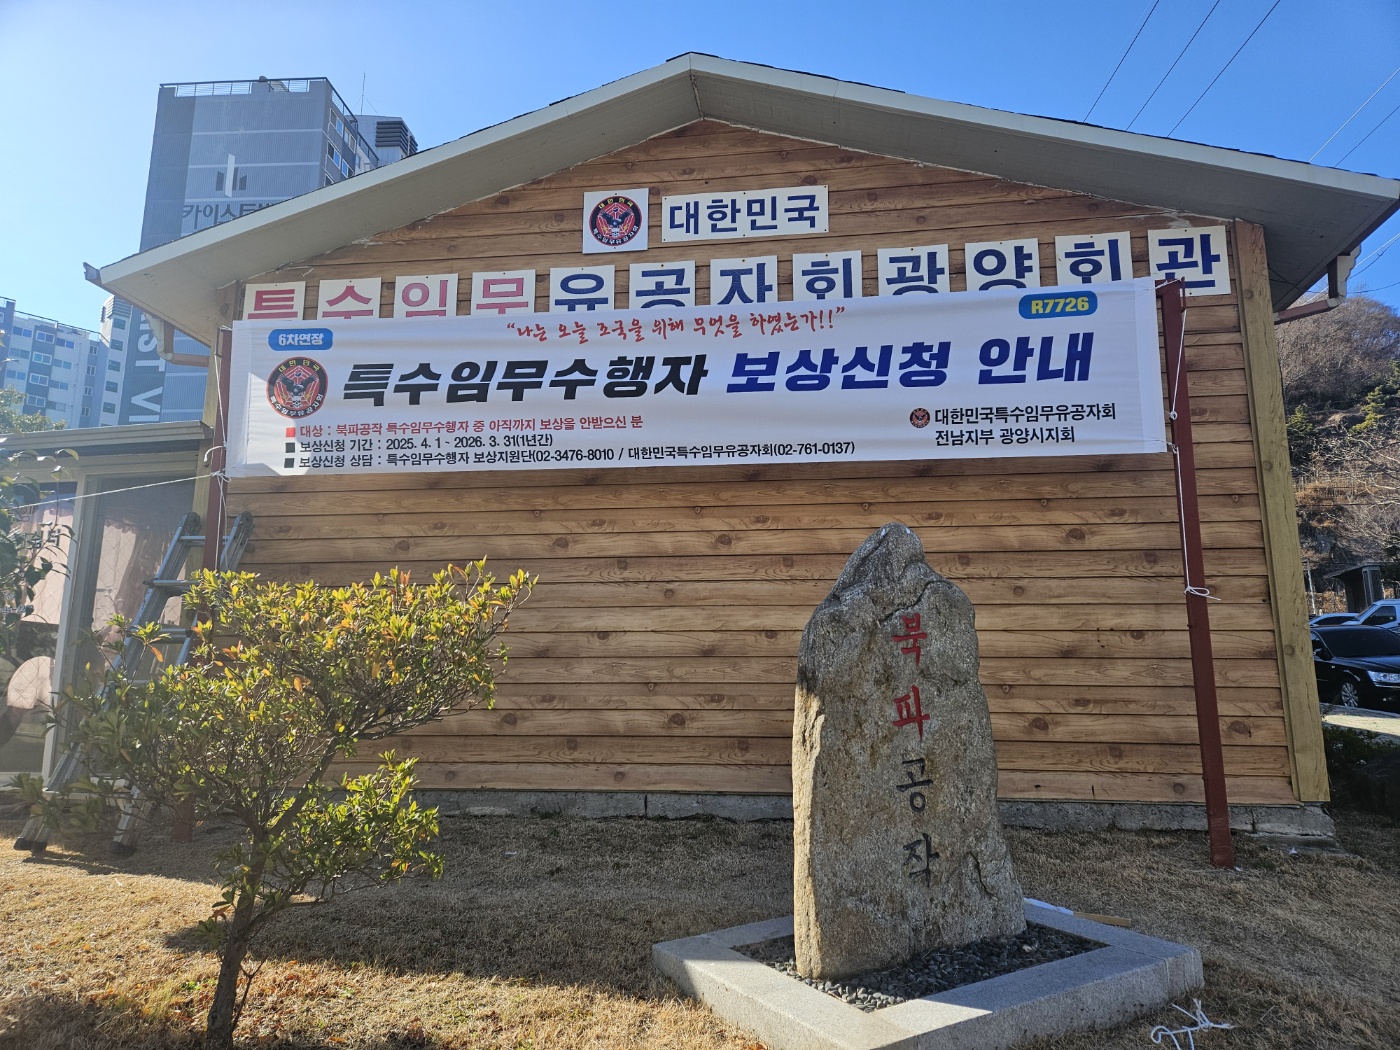 카이스트
대한민국
특수임무유공자회광양회관
6차연장
"나는 오늘 조국을 위해 무엇을 하였는가!!"
R7726
특수임무수행자 보상신청 안내
대상 : 북파공작 특수임무수행자 중 아직까지 보상을 안받으신 분
보상신청 기간 : 2025. 4. 1 ~ 2026. 3. 31(1년간)
보상신청 상담 : 특수임무수행자 보상지원단(02-3476-8010 / 대한민국특수임무유공자회(02-761-0137)
대한민국특수임무유공자회
전남지부 광양시지회
북
파
공
작